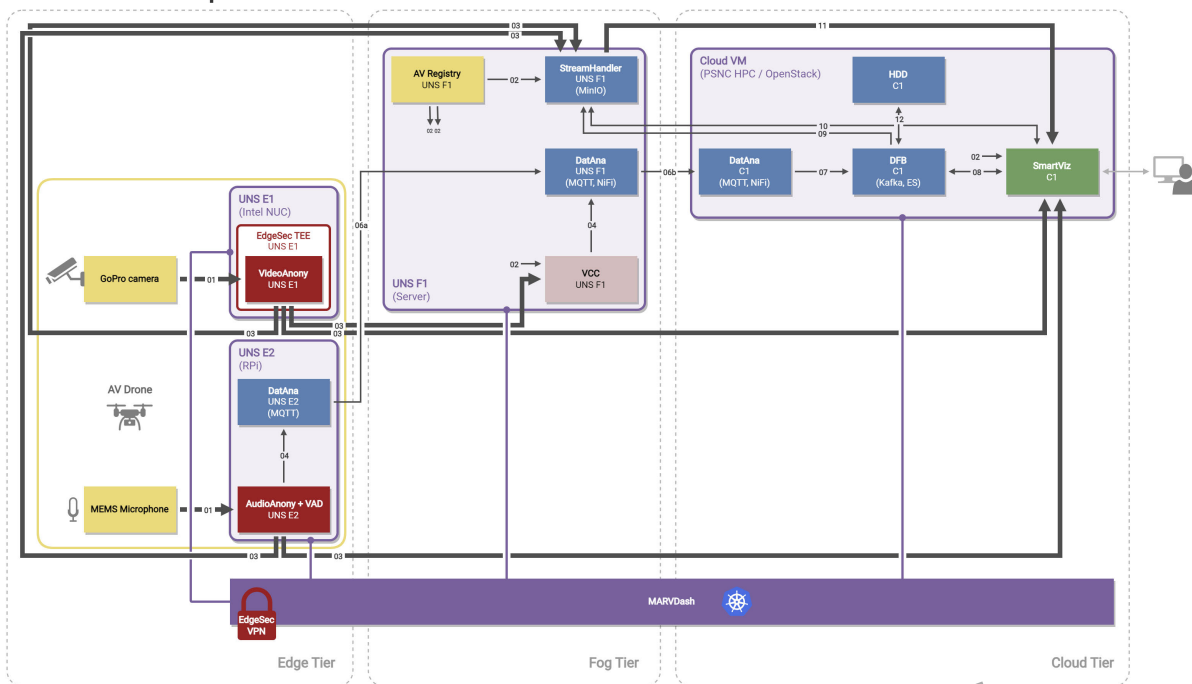 03
03
11
AV Registry
UNS F1
02
02 02
StreamHandler
UNS F1
(MinIO)
Cloud VM
(PSNC HPC / OpenStack)
HDD
C1
12
10
09
DatAna
UNS F1
(MQTT, NiFi)
06b
DatAna
C1
(MQTT, NiFi)
07
DFB
C1
(Kafka, ES)
02
08
SmartViz
C1
UNS E1
(Intel NUC)
EdgeSec TEE
UNS E1
VideoAnony
UNS E1
GoPro camera
01
06a
04
02
VCC
UNS F1
UNS F1
(Server)
03
03
03
UNS E2
(RPi)
DatAna
UNS E2
(MQTT)
04
AV Drone
MEMS Microphone
01
AudioAnony + VAD
UNS E2
03
03
MARVDash
EdgeSec
VPN
Edge Tier
Fog Tier
Cloud Tier